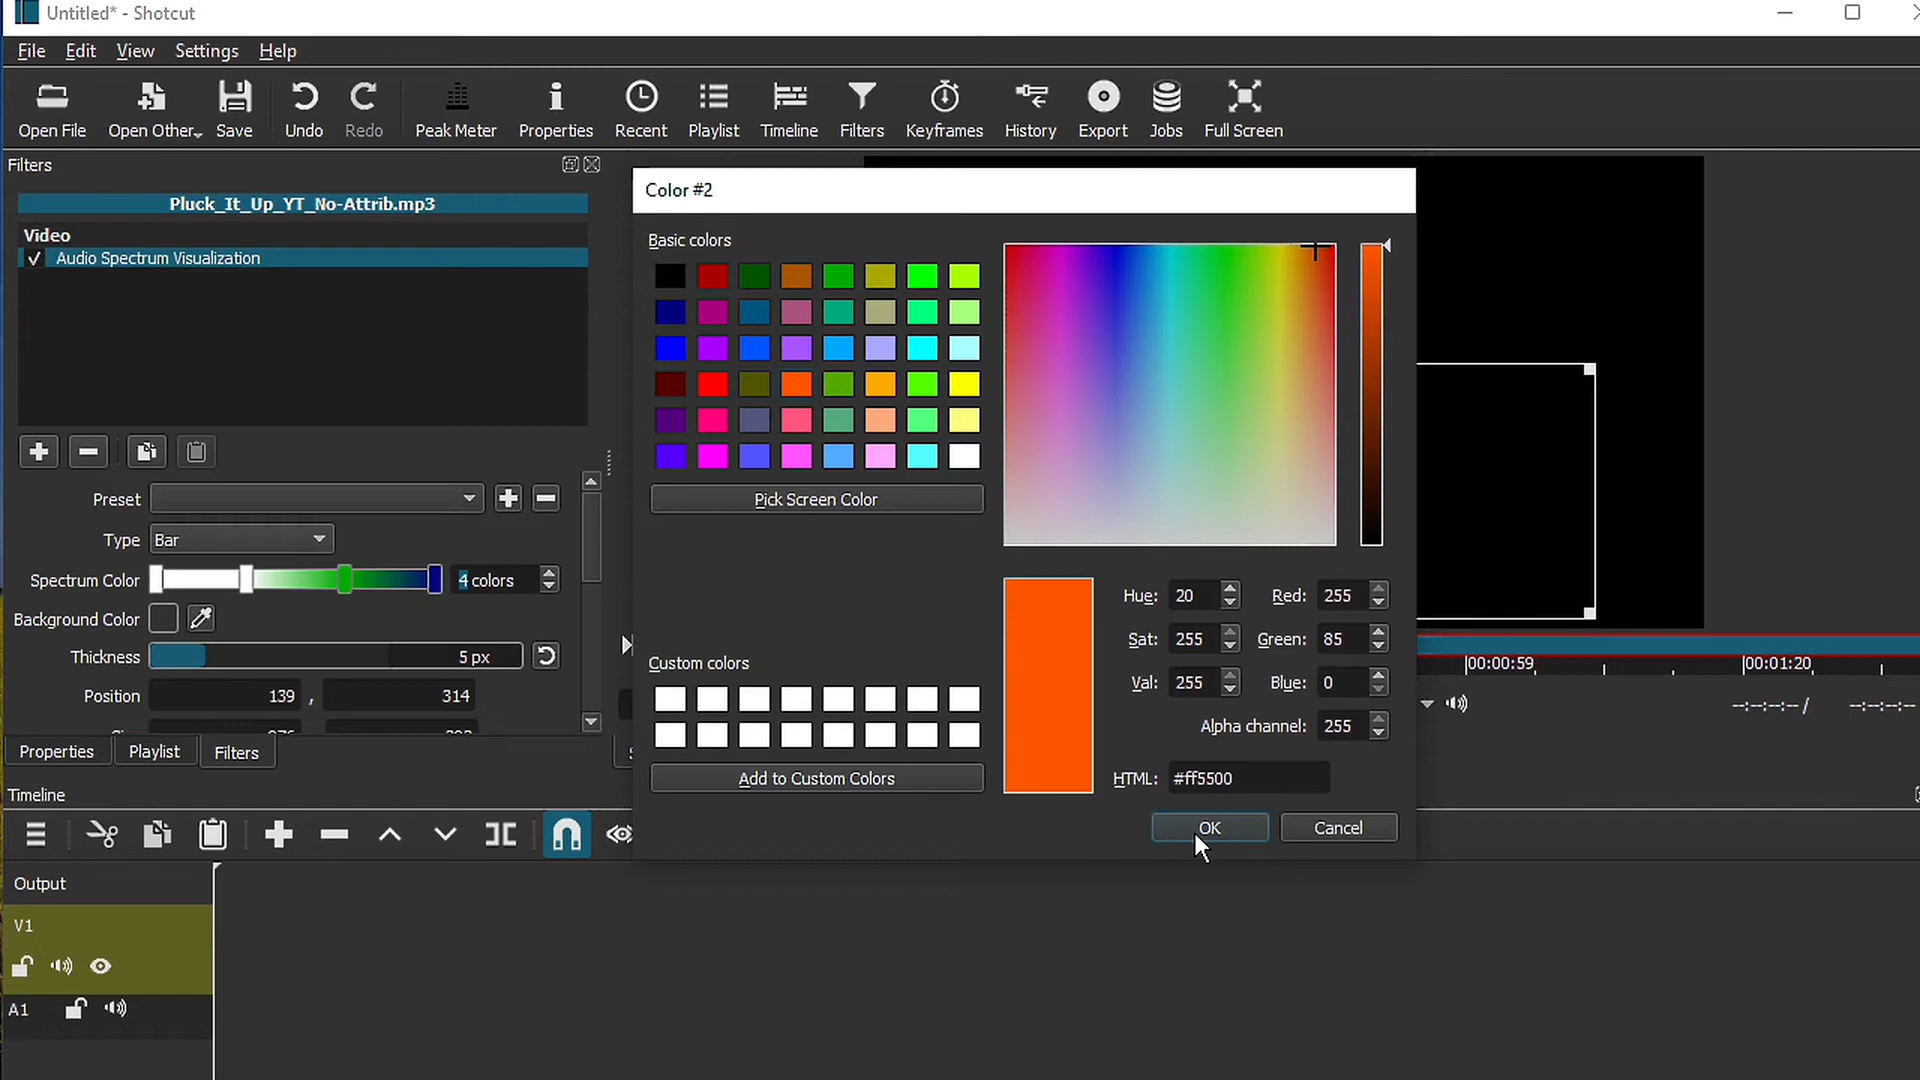 Untitled* - Shotcut
File Edit View Settings Help
Open File Open Other Save Undo Redo Peak Meter Properties Recent Playlist Timeline Filters Keyframes History Export Jobs Full Screen
Filters
Pluck_It_Up_YT_No-Attrib.mp3
Video
Audio Spectrum Visualization
Preset
Type Bar
Spectrum Color 4 colors
Background Color
Thickness 5 px
Position 139 , 314
Properties Playlist Filters
Color #2
Basic colors
Pick Screen Color
Custom colors
Add to Custom Colors
Hue: 20 Red: 255
Sat: 255 Green: 85
Val: 255 Blue: 0
Alpha channel: 255
HTML: #ff5500
OK Cancel
00:00:59 00:01:20
--:--:--:-- / --:--:--:--
Timeline
Output
V1
A1